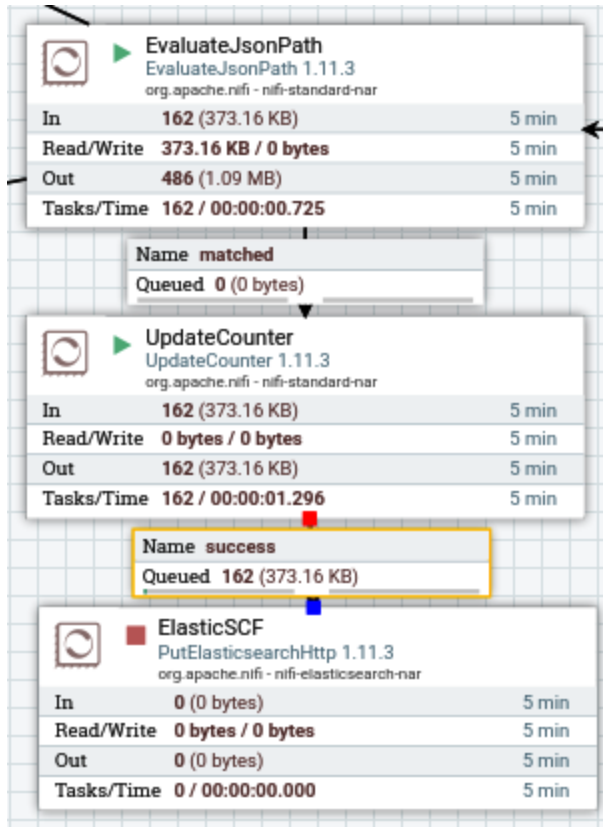 EvaluateJsonPath
EvaluateJsonPath 1.11.3
org.apache.nifi - nifi-standard-nar
In 162 (373.16 KB) 5 min
Read/Write 373.16 KB / 0 bytes 5 min
Out 486 (1.09 MB) 5 min
Tasks/Time 162 / 00:00:00.725 5 min
Name matched
Queued 0 (0 bytes)
UpdateCounter
UpdateCounter 1.11.3
org.apache.nifi - nifi-standard-nar
In 162 (373.16 KB) 5 min
Read/Write 0 bytes / 0 bytes 5 min
Out 162 (373.16 KB) 5 min
Tasks/Time 162 / 00:00:01.296 5 min
Name success
Queued 162 (373.16 KB)
ElasticSCF
PutElasticsearchHttp 1.11.3
org.apache.nifi - nifi-elasticsearch-nar
In 0 (0 bytes) 5 min
Read/Write 0 bytes / 0 bytes 5 min
Out 0 (0 bytes) 5 min
Tasks/Time 0 / 00:00:00.000 5 min